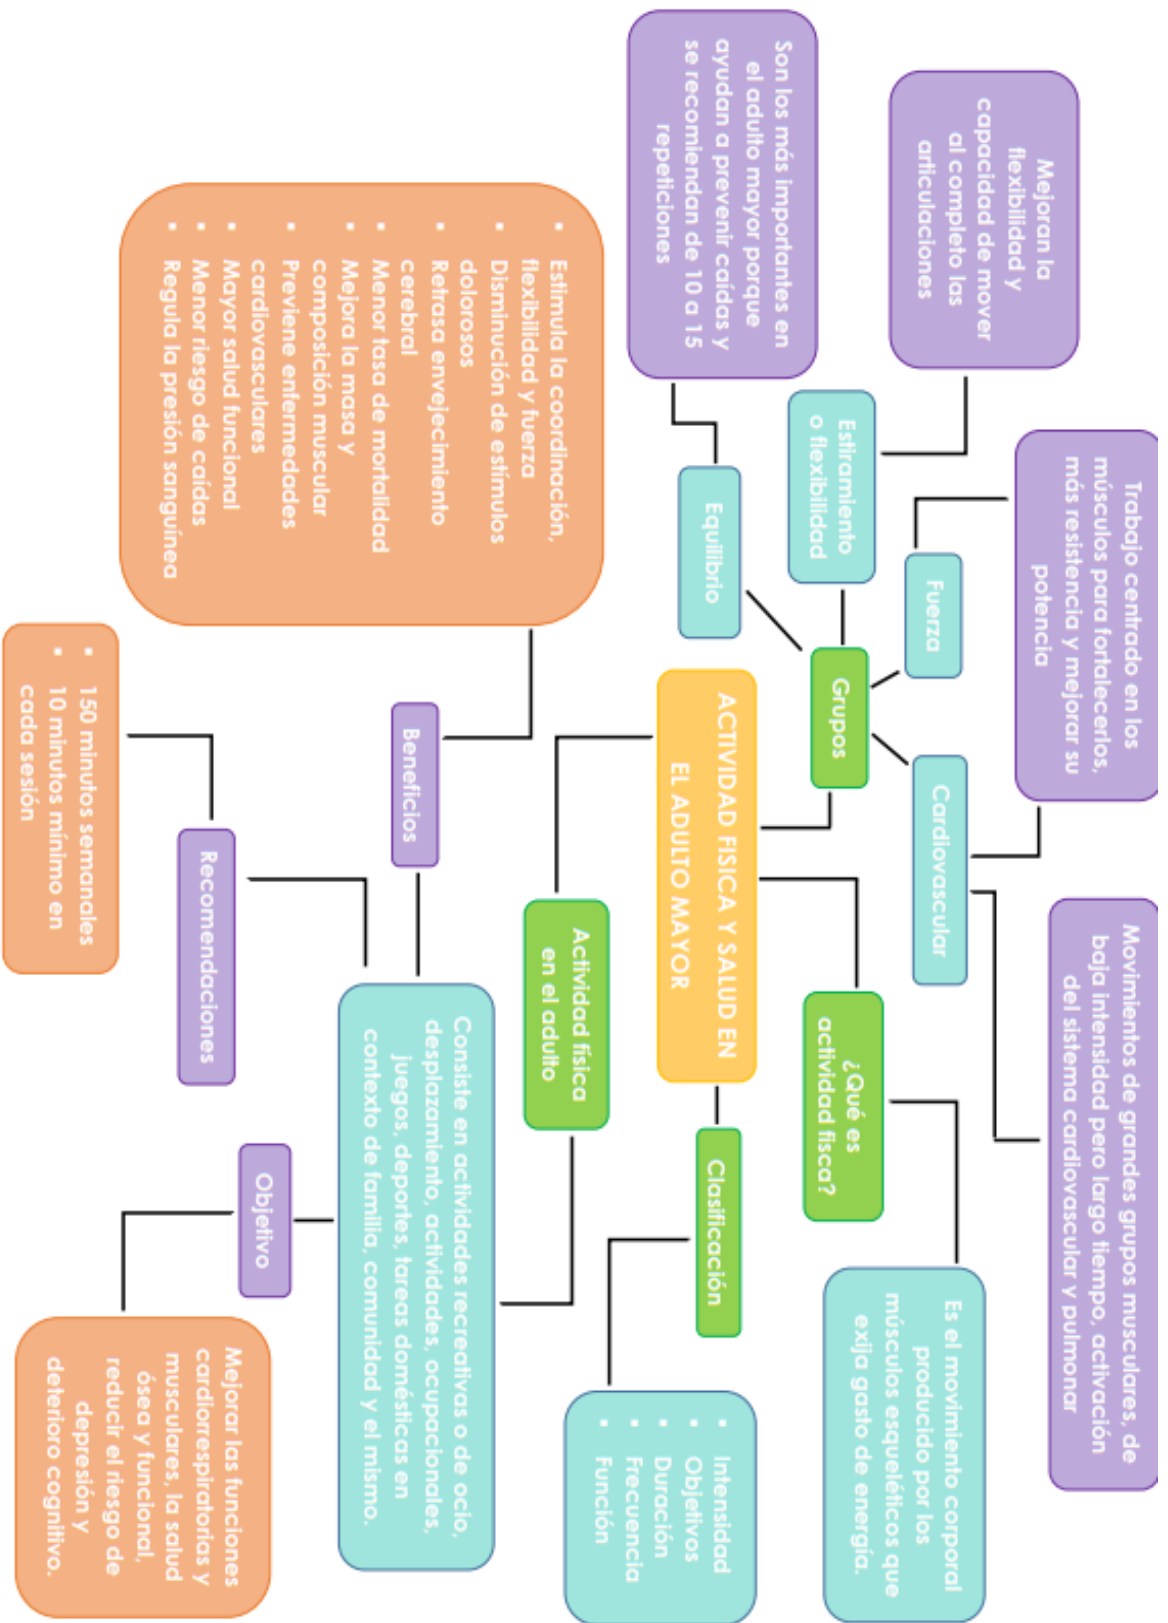 Mejoran la
flexibilidad y
capacidad de mover
al completo las
articulaciones
Trabajo centrado en los
músculos para fortalecerlos,
más resistencia y mejorar su
potencia
Movimientos de grandes grupos musculares, de
baja intensidad pero largo tiempo, activación
del sistema cardiovascular y pulmonar
Son los más importantes en
el adulto mayor porque
ayudan a prevenir caídas y
se recomiendan de 10 a 15
repeticiones
Estiramiento
o flexibilidad
Fuerza
Cardiovascular
Equilibrio
Grupos
¿Qué es
actividad fisca?
Es el movimiento corporal
producido por los
músculos esqueléticos que
exija gasto de energía.
ACTIVIDAD FISICA Y SALUD EN
EL ADULTO MAYOR
Clasificación
▪ Intensidad
▪ Objetivos
▪ Duración
▪ Frecuencia
▪ Función
Actividad física
en el adulto
▪ Estimula la coordinación,
flexibilidad y fuerza
▪ Disminución de estímulos
dolorosos
▪ Retrasa envejecimiento
cerebral
▪ Menor tasa de mortalidad
▪ Mejora la masa y
composición muscular
▪ Previene enfermedades
cardiovasculares
▪ Mayor salud funcional
▪ Menor riesgo de caídas
▪ Regula la presión sanguínea
Beneficios
Consiste en actividades recreativas o de ocio,
desplazamiento, actividades, ocupacionales,
juegos, deportes, tareas domésticas en
contexto de familia, comunidad y el mismo.
Recomendaciones
Objetivo
▪ 150 minutos semanales
▪ 10 minutos mínimo en
cada sesión
Mejorar las funciones
cardiorrespiratorias y
musculares, la salud
ósea y funcional,
reducir el riesgo de
depresión y
deterioro cognitivo.